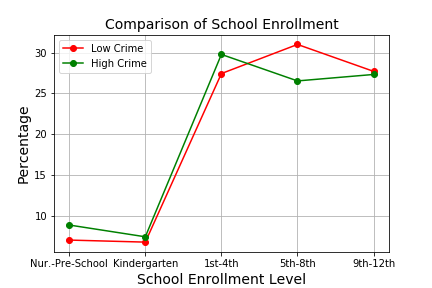 Comparison of School Enrollment
Low Crime
High Crime
Percentage
30
25
20
15
10
Nur.-Pre-School Kindergarten 1st-4th 5th-8th 9th-12th
School Enrollment Level